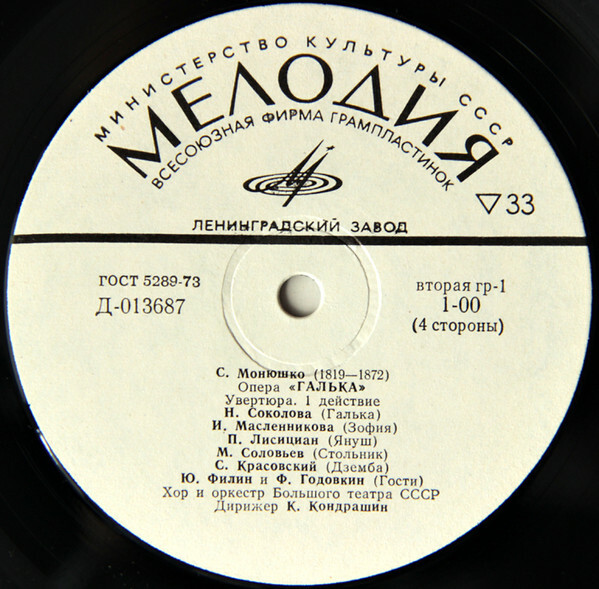 МИНИСТЕРСТВО КУЛЬТУРЫ СССР
МЕЛОДИЯ
ВСЕСОЮЗНАЯ ФИРМА ГРАМПЛАСТИНОК
▽33
ЛЕНИНГРАДСКИЙ ЗАВОД
ГОСТ 5289-73
Д-013687
вторая гр-1
1-00
(4 стороны)
С. Монюшко (1819—1872)
Опера «ГАЛЬКА»
Увертюра. 1 действие
Н. Соколова (Галька)
И. Масленникова (Зофия)
П. Лисициан (Януш)
М. Соловьев (Стольник)
С. Красовский (Дземба)
Ю. Филин и Ф. Годовкин (Гости)
Хор и оркестр Большого театра СССР
Дирижер К. Кондрашин